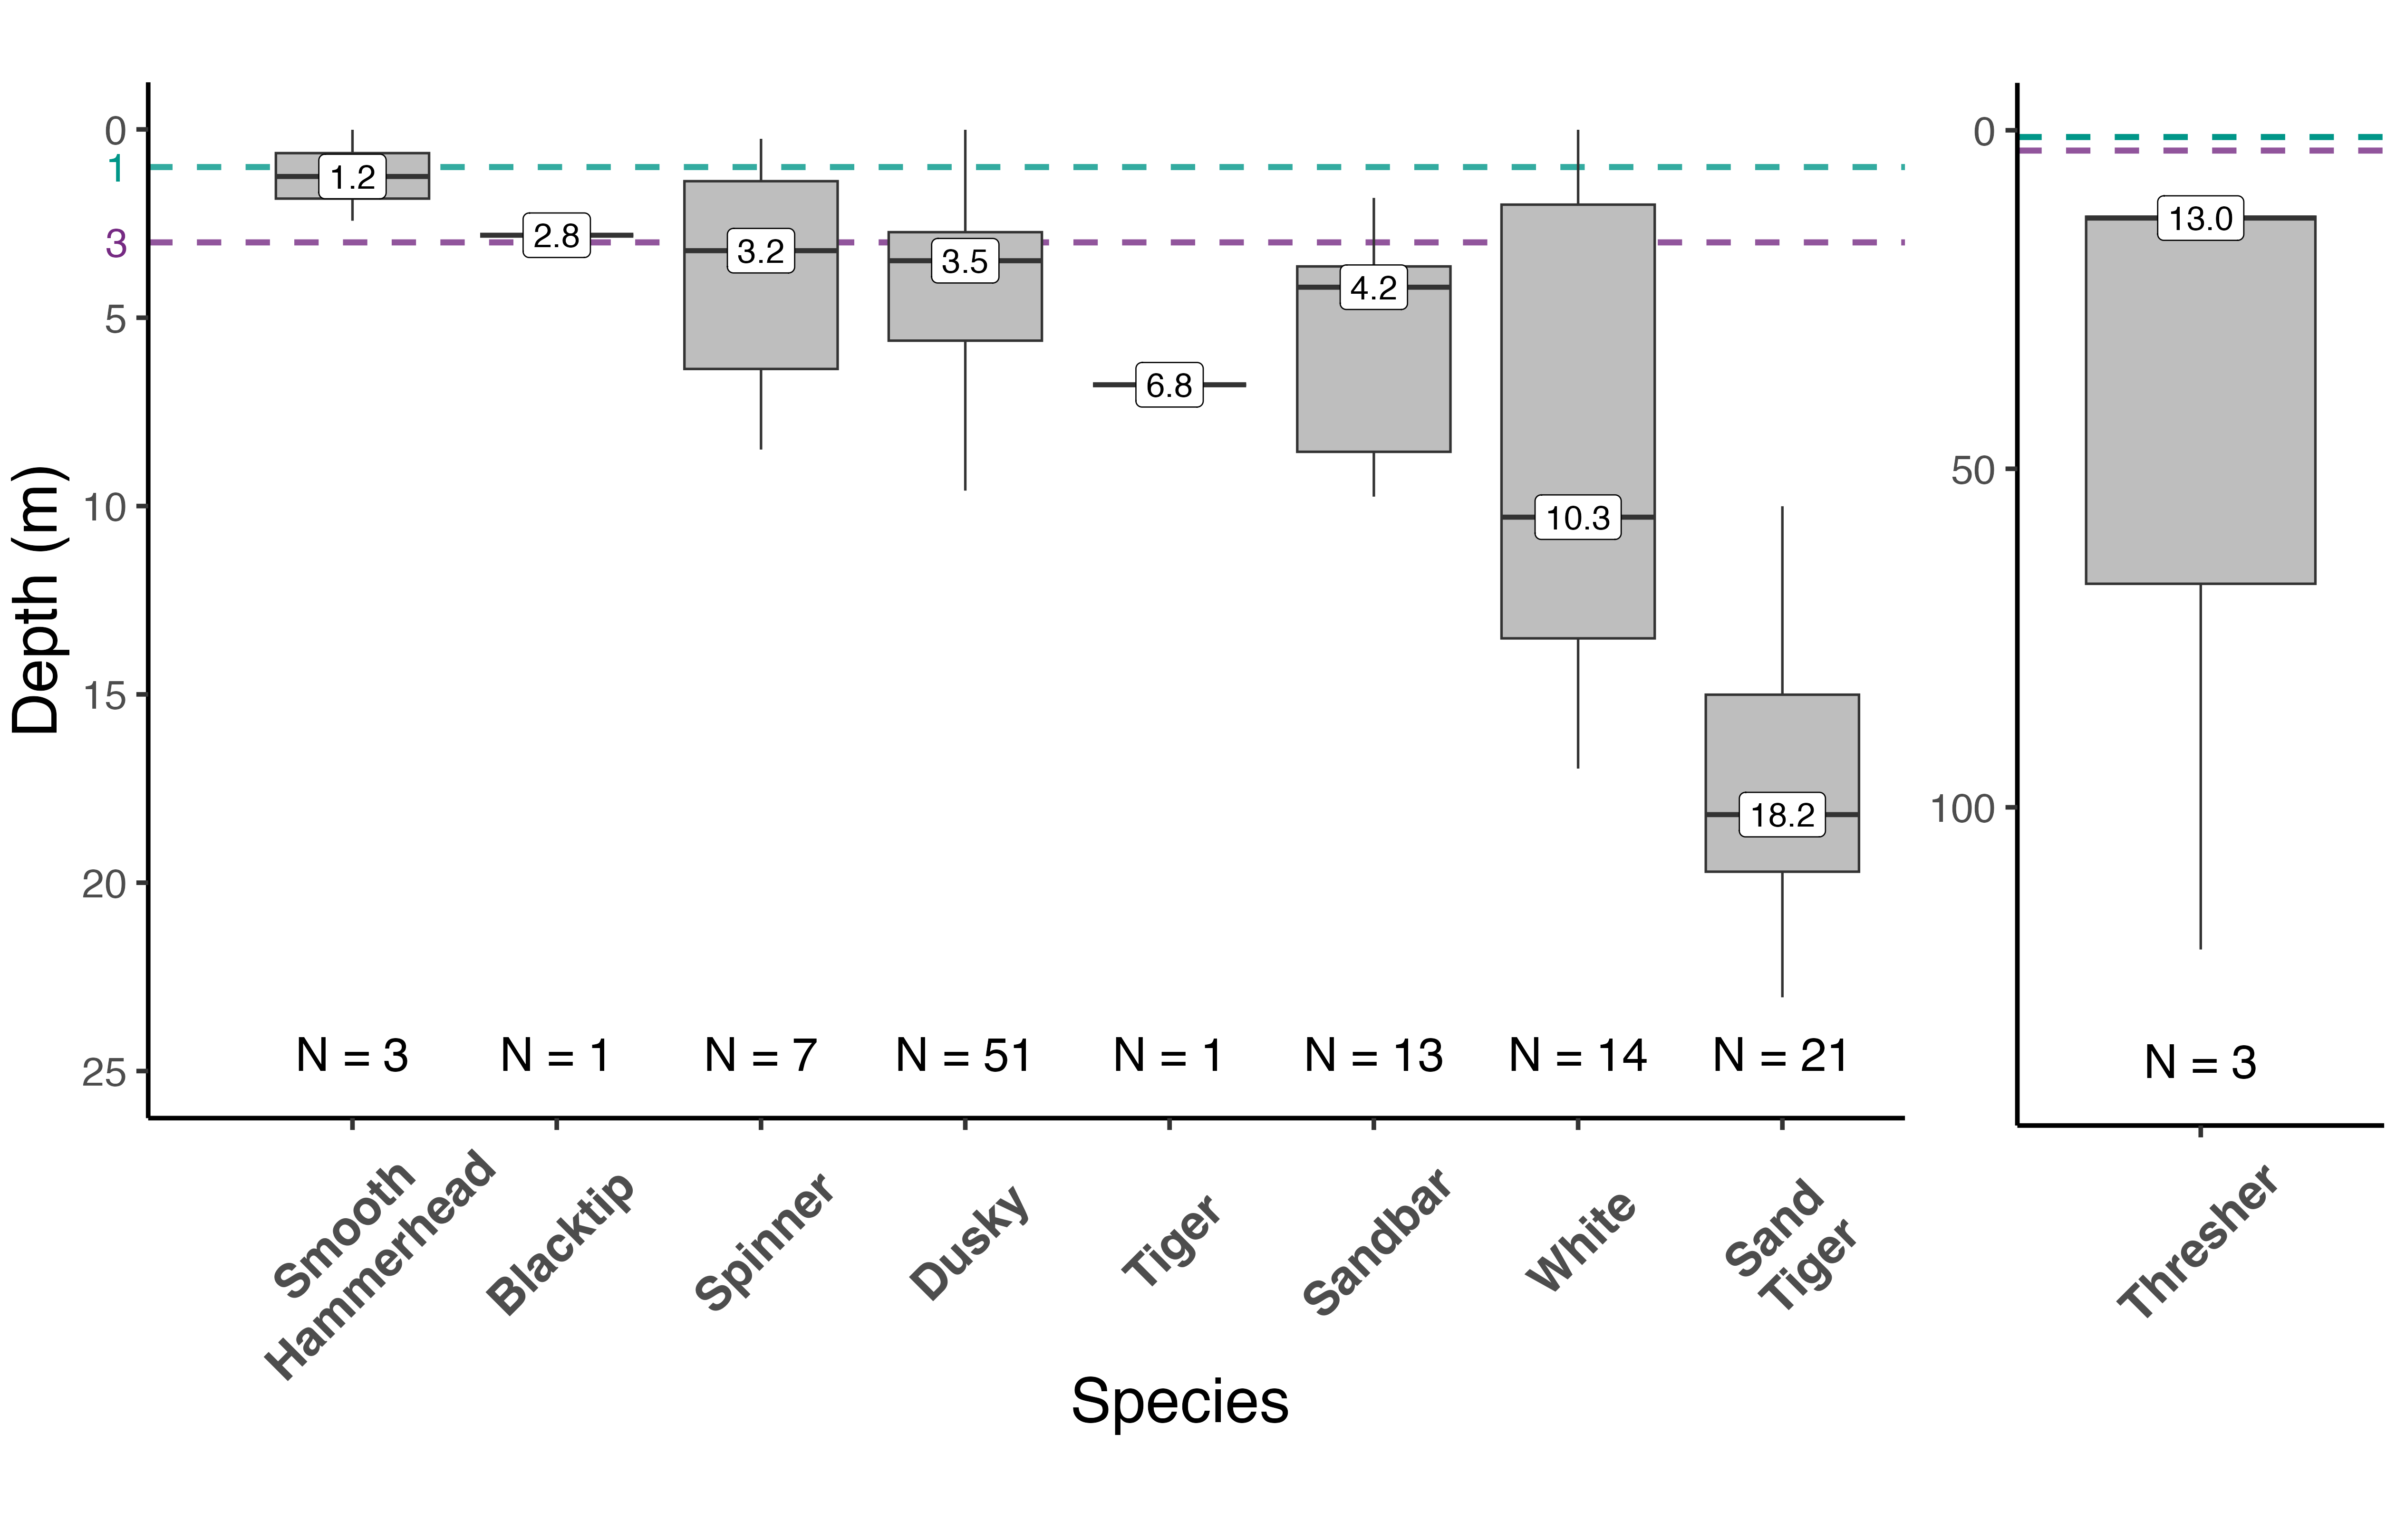 Depth (m)
0
1
3
5
10
15
20
25
1.2
2.8
3.2
3.5
6.8
4.2
10.3
18.2
N = 3
N = 1
N = 7
N = 51
N = 1
N = 13
N = 14
N = 21
Smooth
Hammerhead
Blacktip
Spinner
Dusky
Tiger
Sandbar
White
Sand
Tiger
0
50
100
13.0
N = 3
Thresher
Species